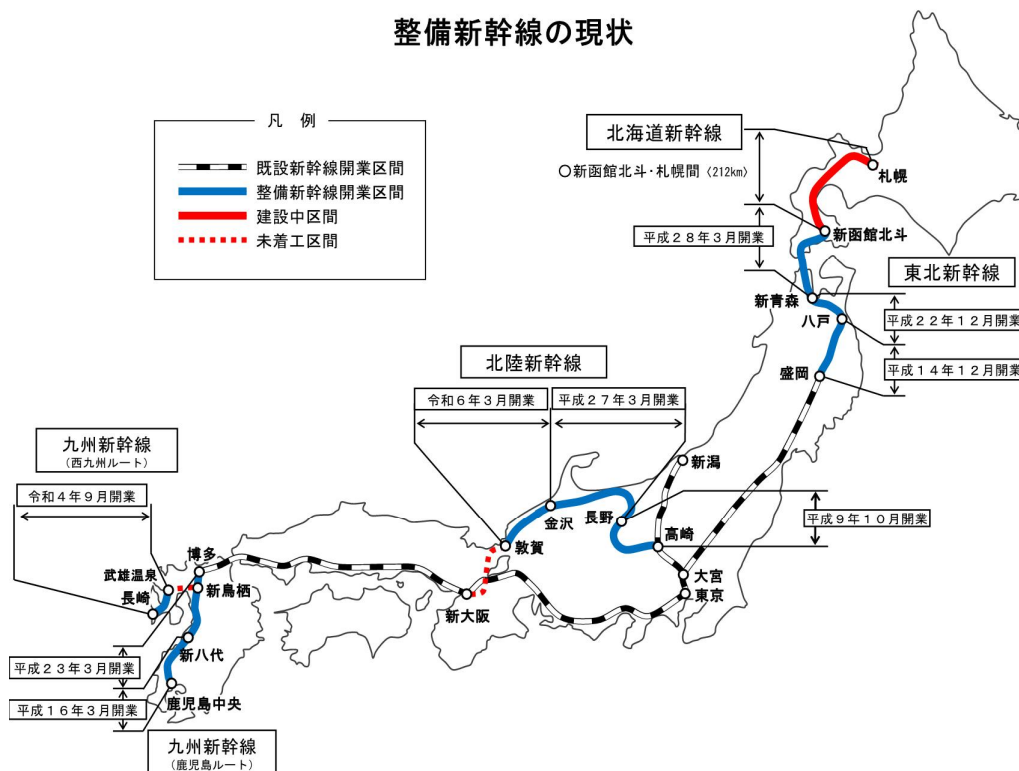 整備新幹線の現状
凡 例
既設新幹線開業区間
整備新幹線開業区間
建設中区間
未着工区間
北海道新幹線
○新函館北斗・札幌間〈212km〉
札幌
平成28年3月開業
新函館北斗
東北新幹線
新青森
八戸
平成22年12月開業
盛岡
平成14年12月開業
北陸新幹線
令和6年3月開業
平成27年3月開業
新潟
金沢
長野
高崎
平成9年10月開業
敦賀
大宮
東京
新大阪
九州新幹線
(西九州ルート)
令和4年9月開業
博多
武雄温泉
新鳥栖
長崎
新八代
平成23年3月開業
鹿児島中央
平成16年3月開業
九州新幹線
(鹿児島ルート)